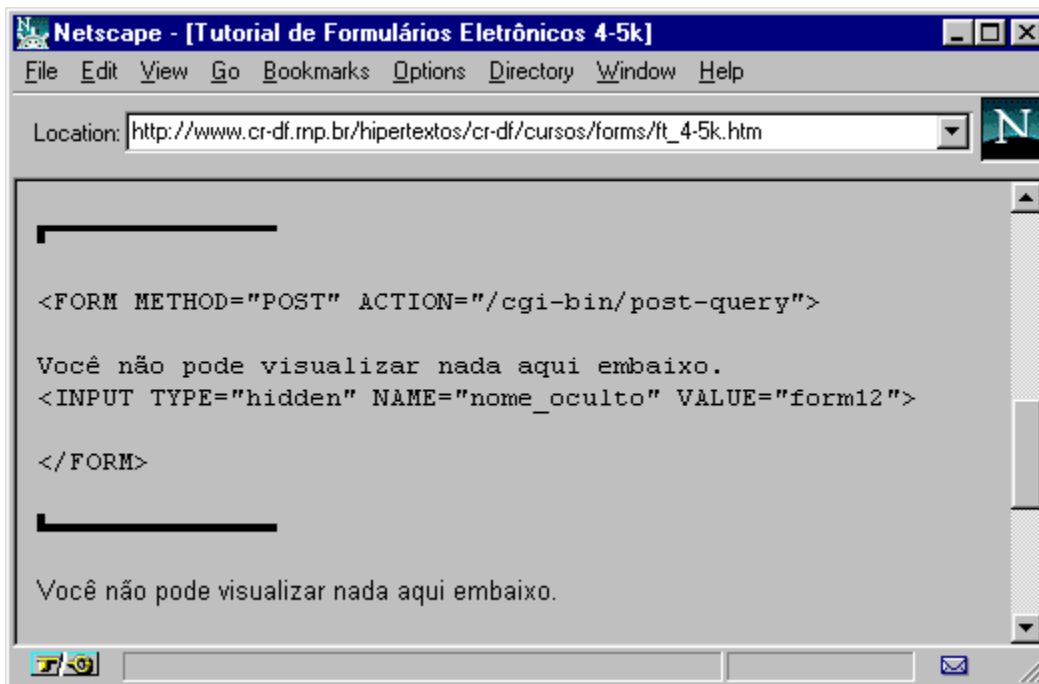 Netscape - [Tutorial de Formulários Eletrônicos 4-5k]
File Edit View Go Bookmarks Options Directory Window Help
Location: http://www.cr-df.rnp.br/hipertextos/cr-df/cursos/forms/ft_4-5k.htm
N
<FORM METHOD="POST" ACTION="/cgi-bin/post-query">
Você não pode visualizar nada aqui embaixo.
<INPUT TYPE="hidden" NAME="nome_oculto" VALUE="form12">
</FORM>
Você não pode visualizar nada aqui embaixo.